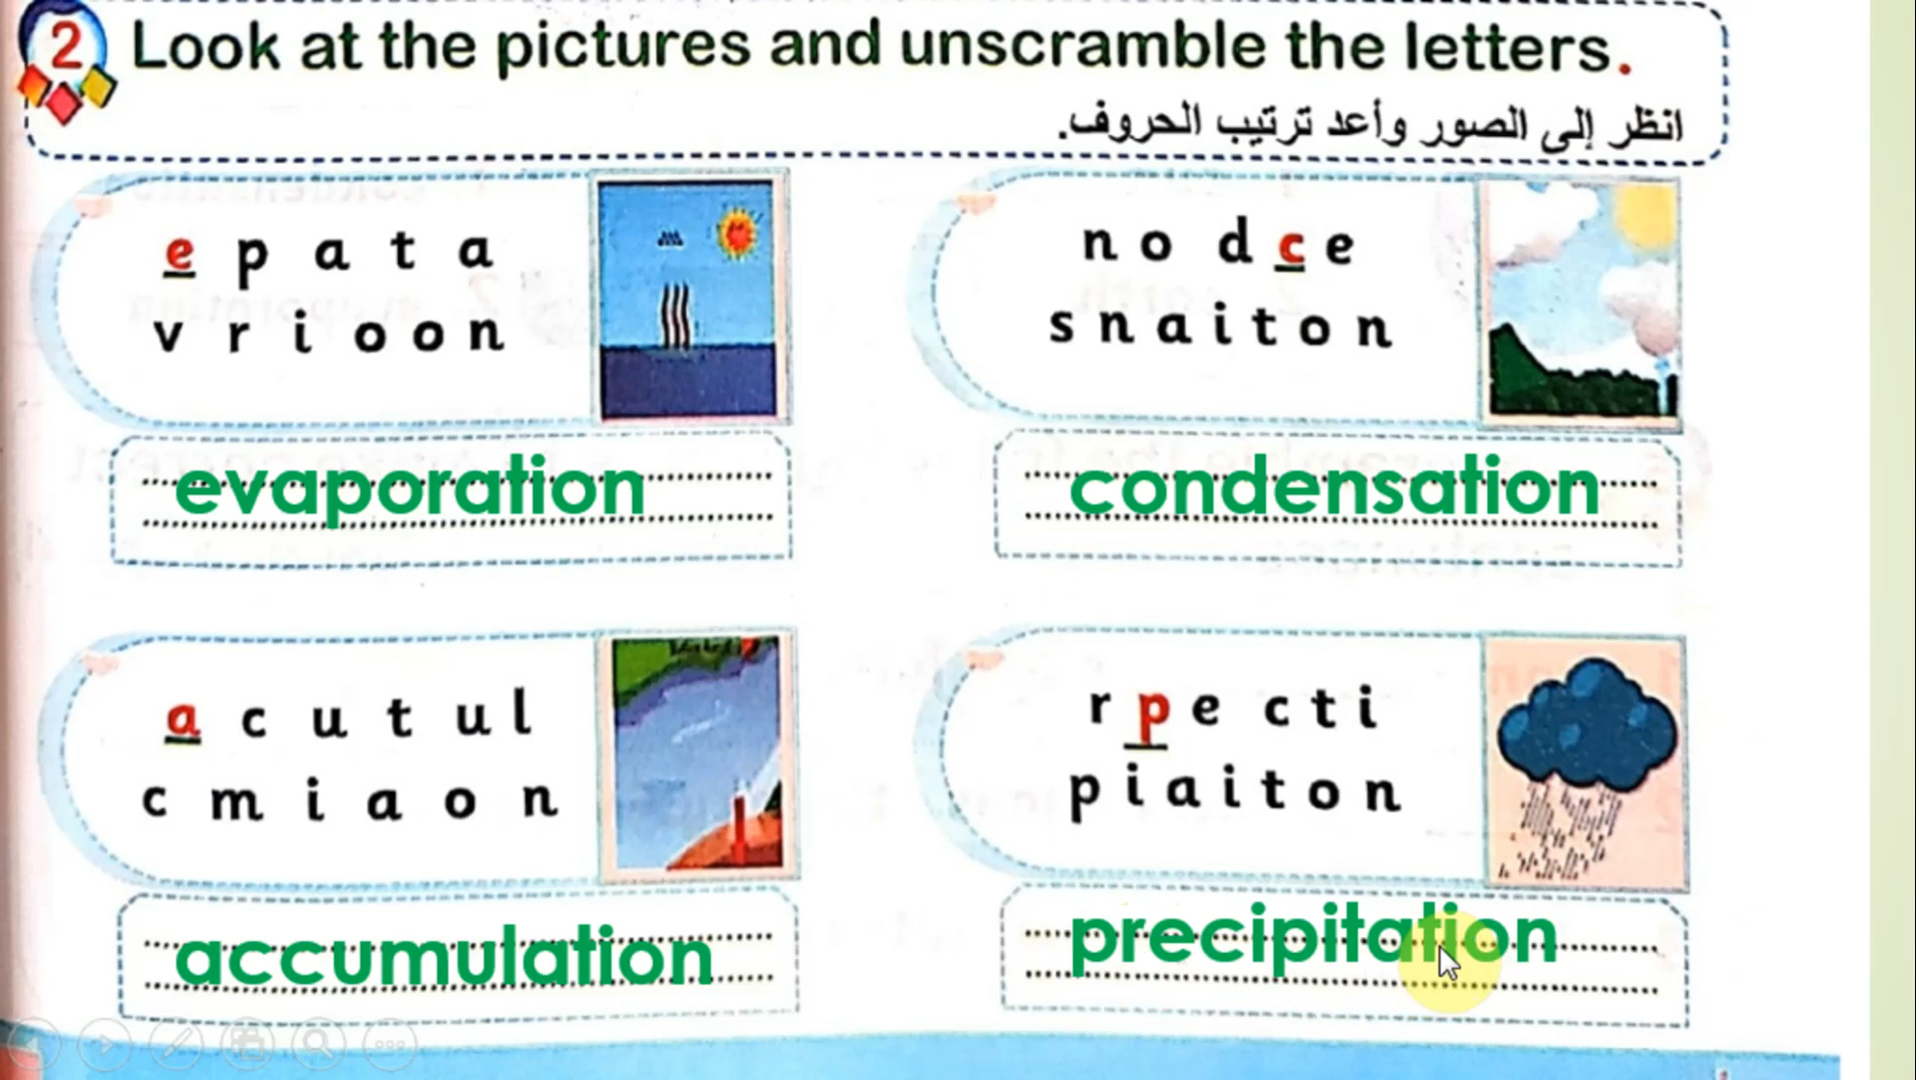 2 Look at the pictures and unscramble the letters.
انظر إلى الصور وأعد ترتيب الحروف.
e p a t a
v r i o o n
evaporation
n o d c e
s n a i t o n
condensation
a c u t u l
c m i a o n
accumulation
r p e c t i
p i a i t o n
precipitation